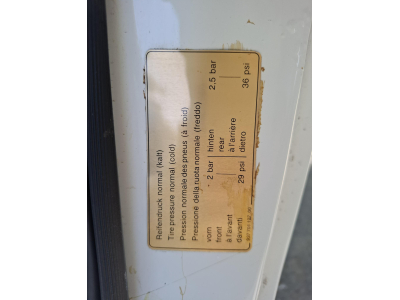 Reifendruck normal (kalt)
Tire pressure normal (cold)
Pression normale des pneus (à froid)
Pressione della ruota normale (freddo)
vorn 2 bar hinten 2,5 bar
front rear
à l'avant à l'arrière
davanti 29 psi dietro 36 psi